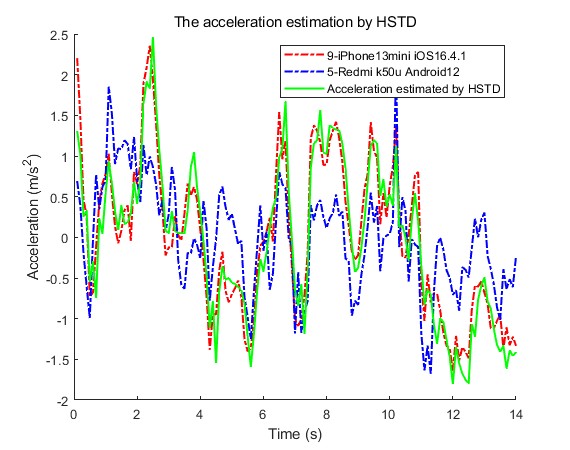 The acceleration estimation by HSTD
9-iPhone13mini iOS16.4.1
5-Redmi k50u Android12
Acceleration estimated by HSTD
Acceleration (m/s²)
2.5
2
1.5
1
0.5
0
-0.5
-1
-1.5
-2
0 2 4 6 8 10 12 14
Time (s)